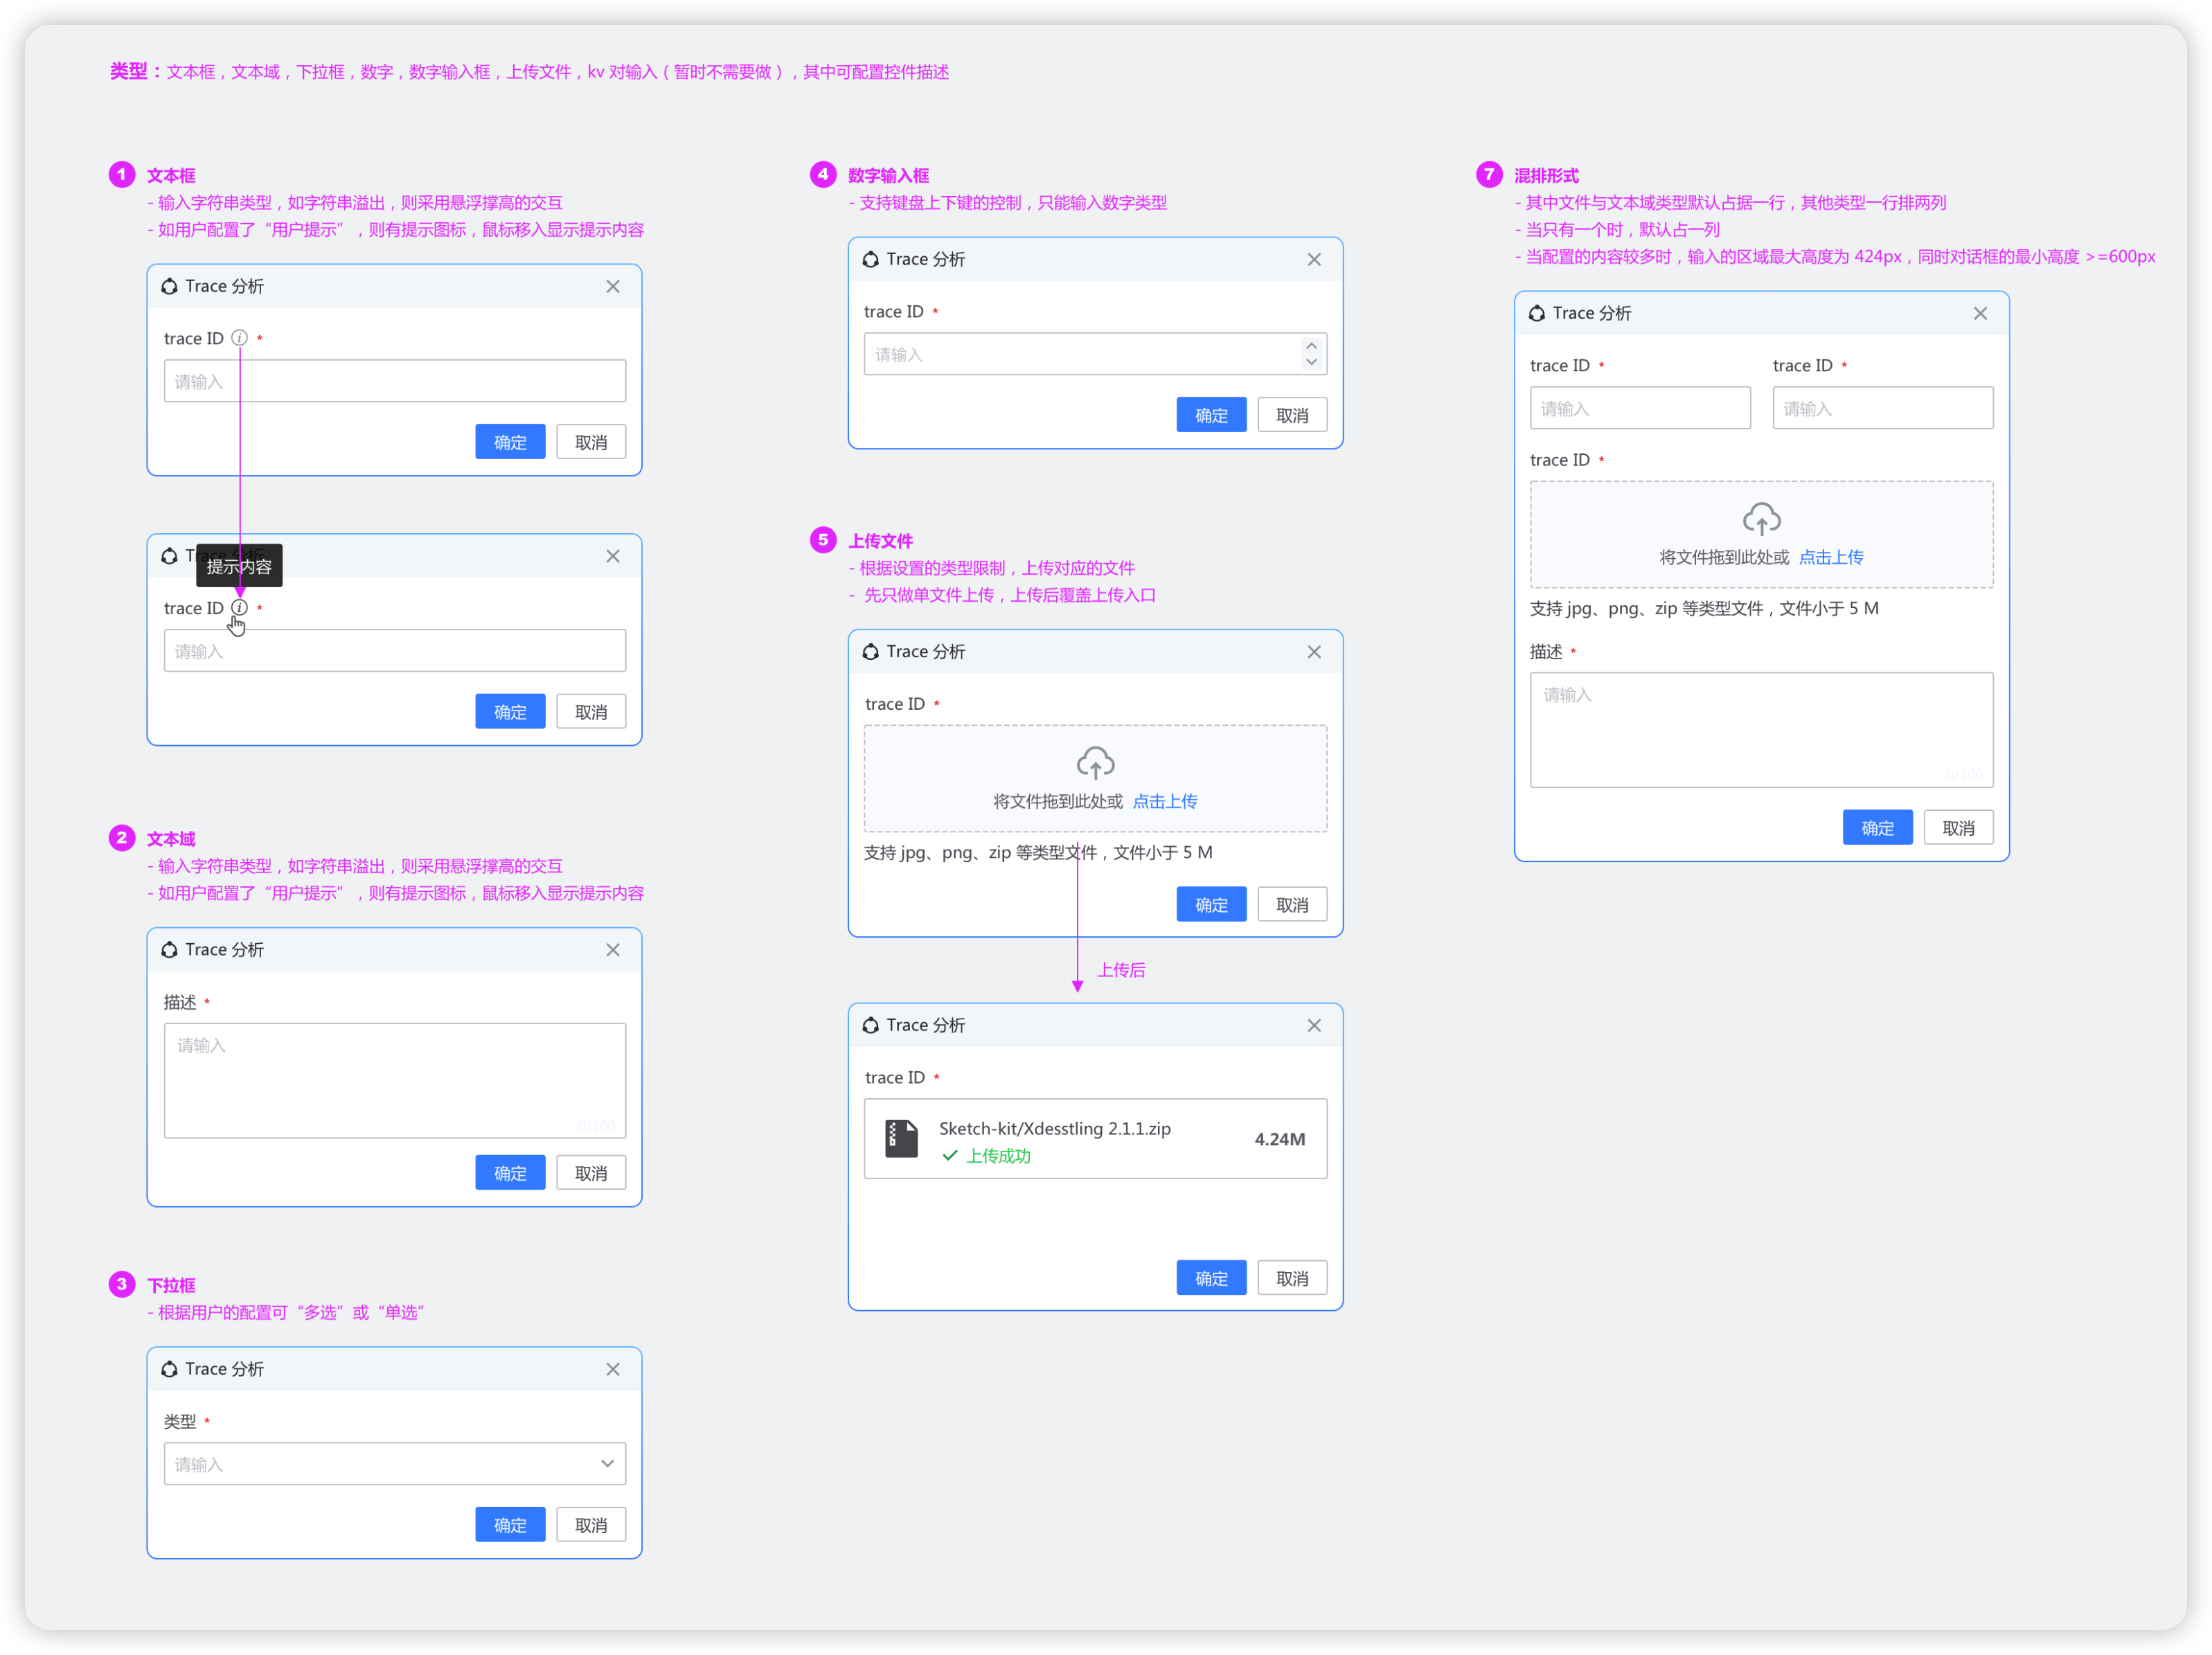 类型：文本框，文本域，下拉框，数字，数字输入框，上传文件，kv 对输入（暂时不需要做），其中可配置控件描述
1 文本框
- 输入字符串类型，如字符串溢出，则采用悬浮撑高的交互
- 如用户配置了“用户提示”，则有提示图标，鼠标移入显示提示内容
Trace 分析
trace ID *
请输入
确定 取消
Trace 分析
提示内容
trace ID *
请输入
确定 取消
2 文本域
- 输入字符串类型，如字符串溢出，则采用悬浮撑高的交互
- 如用户配置了“用户提示”，则有提示图标，鼠标移入显示提示内容
Trace 分析
描述 *
请输入
0/100
确定 取消
3 下拉框
- 根据用户的配置可“多选”或“单选”
Trace 分析
类型 *
请输入
确定 取消
4 数字输入框
- 支持键盘上下键的控制，只能输入数字类型
Trace 分析
trace ID *
请输入
确定 取消
5 上传文件
- 根据设置的类型限制，上传对应的文件
- 先只做单文件上传，上传后覆盖上传入口
Trace 分析
trace ID *
将文件拖到此处或 点击上传
支持 jpg、png、zip 等类型文件，文件小于 5 M
确定 取消
上传后
Trace 分析
trace ID *
Sketch-kit/Xdesstling 2.1.1.zip
4.24M
上传成功
确定 取消
7 混排形式
- 其中文件与文本域类型默认占据一行，其他类型一行排两列
- 当只有一个时，默认占一列
- 当配置的内容较多时，输入的区域最大高度为 424px，同时对话框的最小高度 >=600px
Trace 分析
trace ID * trace ID *
请输入 请输入
trace ID *
将文件拖到此处或 点击上传
支持 jpg、png、zip 等类型文件，文件小于 5 M
描述 *
请输入
0/100
确定 取消